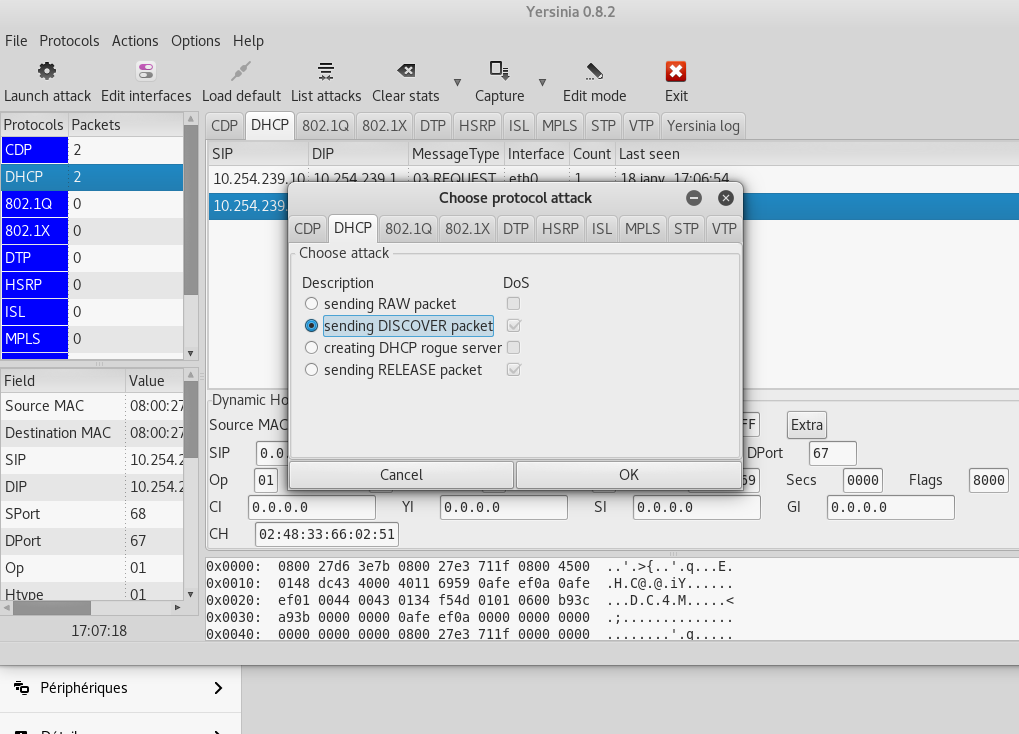 Yersinia 0.8.2
File Protocols Actions Options Help
Launch attack Edit interfaces Load default List attacks Clear stats Capture Edit mode Exit
Protocols Packets
CDP 2
DHCP 2
802.1Q 0
802.1X 0
DTP 0
HSRP 0
ISL 0
MPLS 0
CDP DHCP 802.1Q 802.1X DTP HSRP ISL MPLS STP VTP Yersinia log
SIP DIP MessageType Interface Count Last seen
10.254.239.10 10.254.239.1 03 REQUEST eth0 1 18 janv. 17:06:54
10.254.239.
Choose protocol attack
CDP DHCP 802.1Q 802.1X DTP HSRP ISL MPLS STP VTP
Choose attack
Description DoS
sending RAW packet
sending DISCOVER packet
creating DHCP rogue server
sending RELEASE packet
Cancel OK
Field Value
Source MAC 08:00:27
Destination MAC 08:00:27
SIP 10.254.2
DIP 10.254.2
SPort 68
DPort 67
Op 01
Htype 01
17:07:18
Dynamic Ho
Source MAC FF Extra
SIP 0.0. DPort 67
Op 01 69 Secs 0000 Flags 8000
CI 0.0.0.0 YI 0.0.0.0 SI 0.0.0.0 GI 0.0.0.0
CH 02:48:33:66:02:51
0x0000: 0800 27d6 3e7b 0800 27e3 711f 0800 4500 ..'.>{..'.q...E.
0x0010: 0148 dc43 4000 4011 6959 0afe ef0a 0afe .H.C@.@.iY......
0x0020: ef01 0044 0043 0134 f54d 0101 0600 b93c ...D.C.4.M.....<
0x0030: a93b 0000 0000 0afe ef0a 0000 0000 0000 .;..............
0x0040: 0000 0000 0000 0800 27e3 711f 0000 0000 ........'.q.....
Périphériques